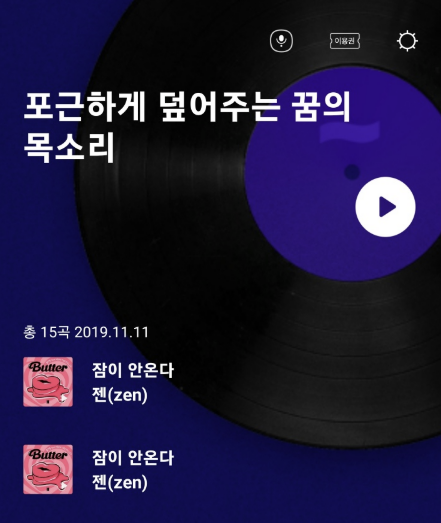 이용권
포근하게 덮어주는 꿈의
목소리
총 15곡 2019.11.11
Butter
잠이 안온다
젠(zen)
Butter
잠이 안온다
젠(zen)